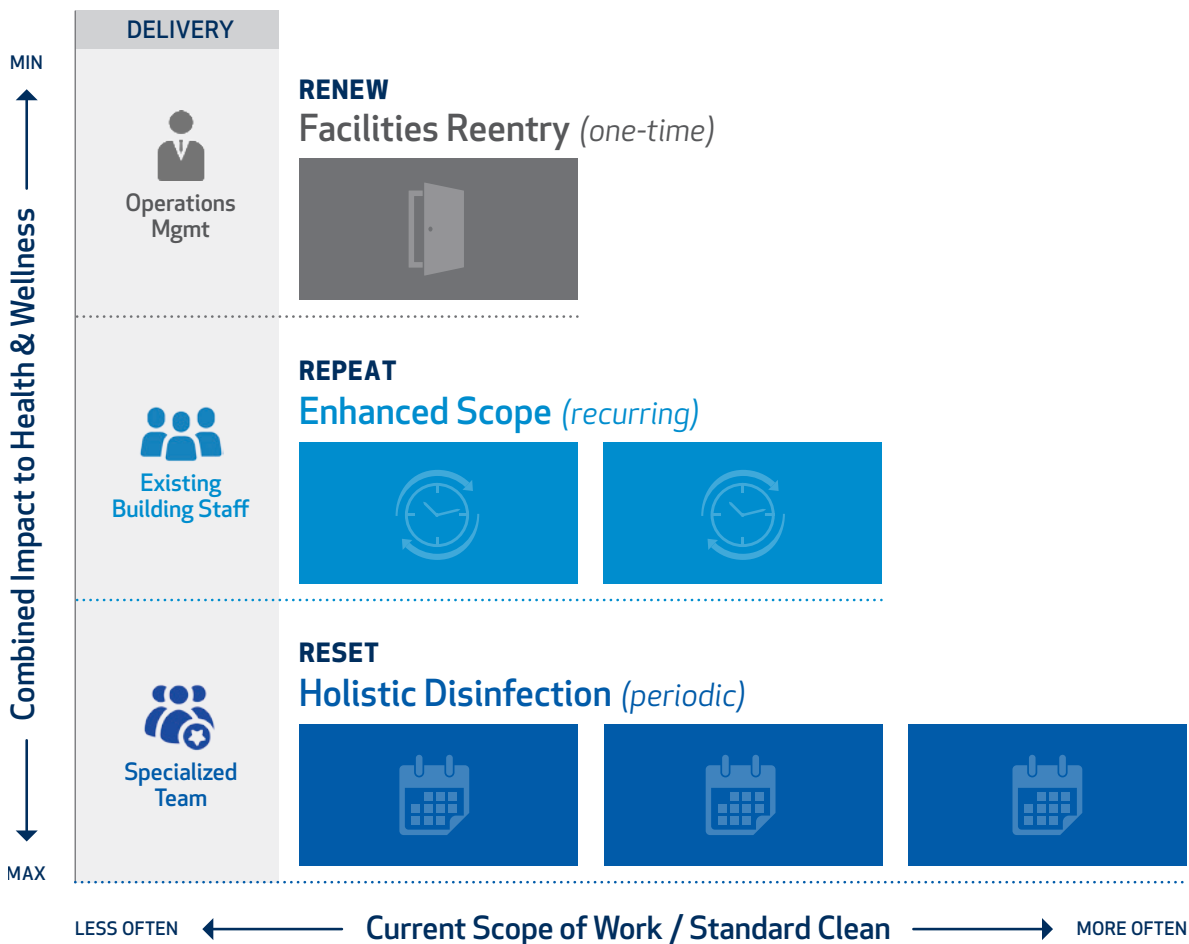 DELIVERY
MIN
RENEW
Facilities Reentry (one-time)
Operations
Mgmt
Combined Impact to Health & Wellness
REPEAT
Enhanced Scope (recurring)
Existing
Building Staff
RESET
Holistic Disinfection (periodic)
Specialized
Team
MAX
LESS OFTEN
Current Scope of Work / Standard Clean
MORE OFTEN